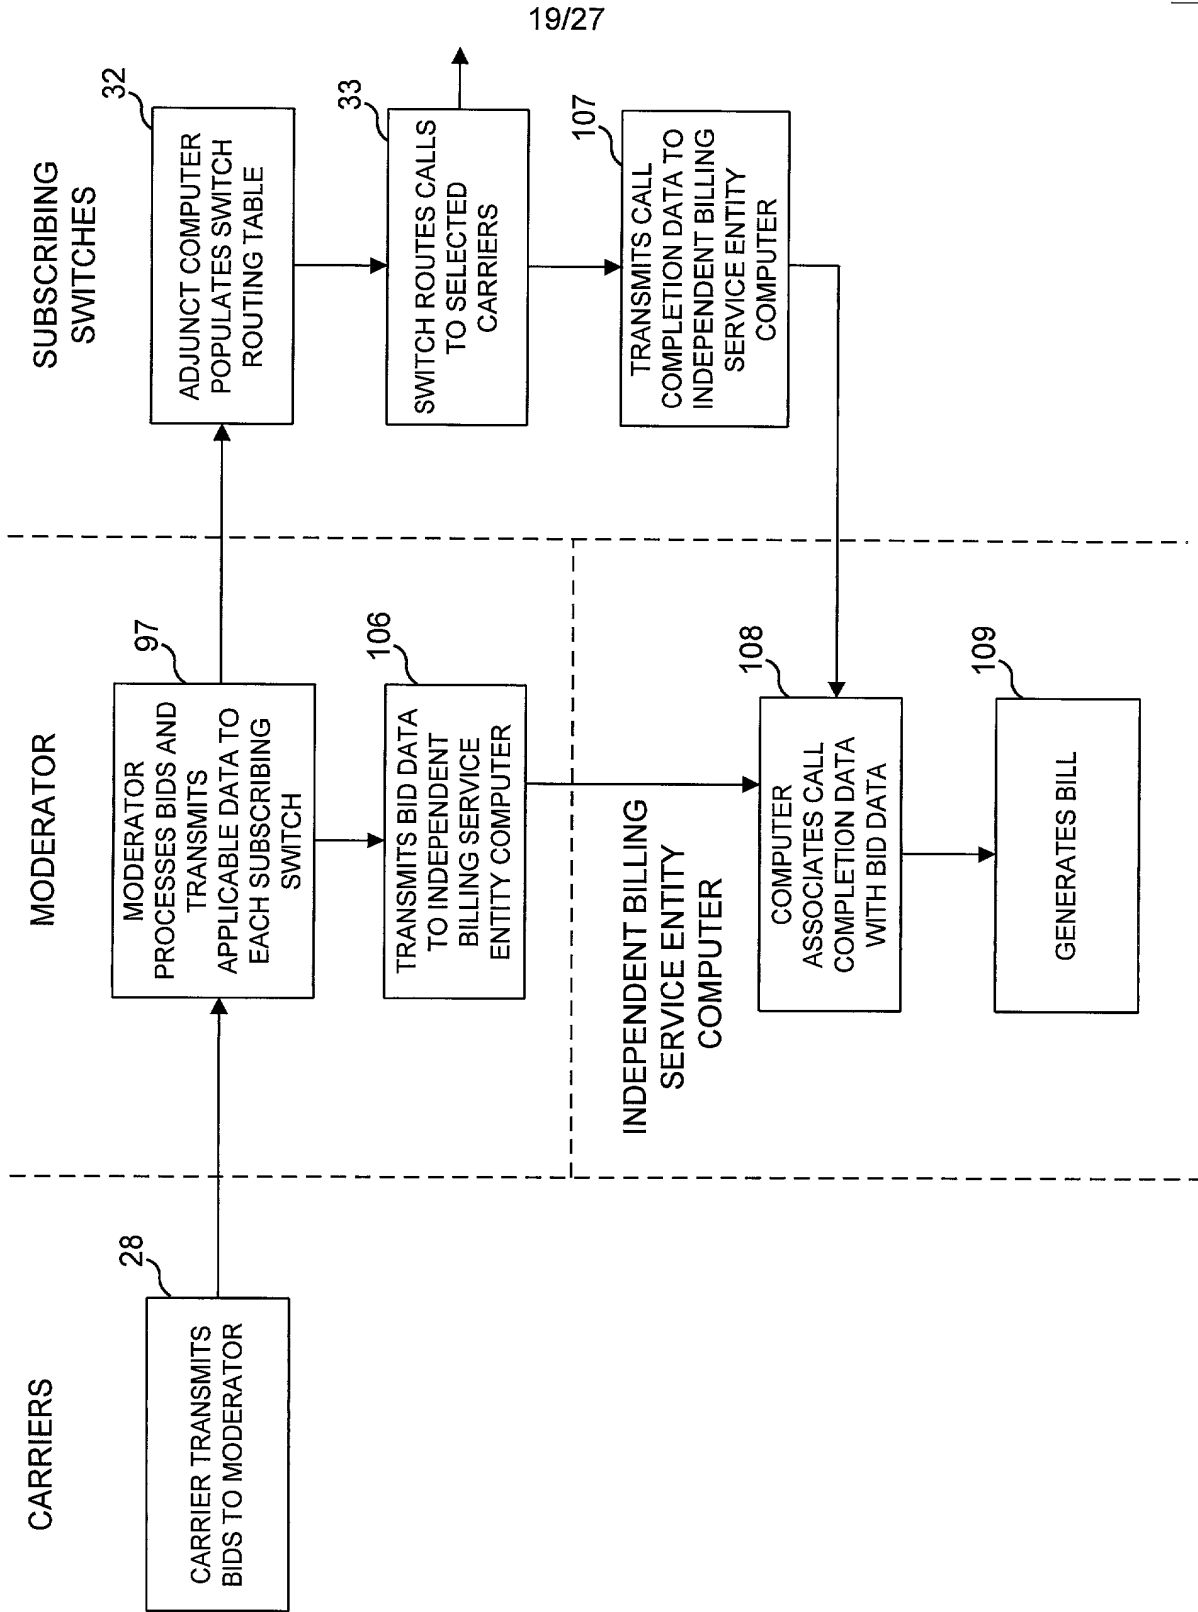 19/27
CARRIERS
28
CARRIER TRANSMITS
BIDS TO MODERATOR
MODERATOR
97
MODERATOR
PROCESSES BIDS AND
TRANSMITS
APPLICABLE DATA TO
EACH SUBSCRIBING
SWITCH
106
TRANSMITS BID DATA
TO INDEPENDENT
BILLING SERVICE
ENTITY COMPUTER
INDEPENDENT BILLING
SERVICE ENTITY
COMPUTER
108
COMPUTER
ASSOCIATES CALL
COMPLETION DATA
WITH BID DATA
109
GENERATES BILL
SUBSCRIBING
SWITCHES
32
ADJUNCT COMPUTER
POPULATES SWITCH
ROUTING TABLE
33
SWITCH ROUTES CALLS
TO SELECTED
CARRIERS
107
TRANSMITS CALL
COMPLETION DATA TO
INDEPENDENT BILLING
SERVICE ENTITY
COMPUTER